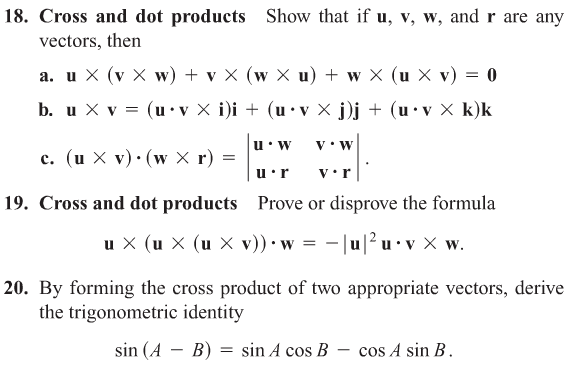 18. Cross and dot products Show that if u, v, w, and r are any
vectors, then
a. u × (v × w) + v × (w × u) + w × (u × v) = 0
b. u × v = (u · v × i)i + (u · v × j)j + (u · v × k)k
c. (u × v) · (w × r) = | u · w  v · w |
| u · r  v · r | .
19. Cross and dot products Prove or disprove the formula
u × (u × (u × v)) · w = −|u|² u · v × w.
20. By forming the cross product of two appropriate vectors, derive
the trigonometric identity
sin (A − B) = sin A cos B − cos A sin B.